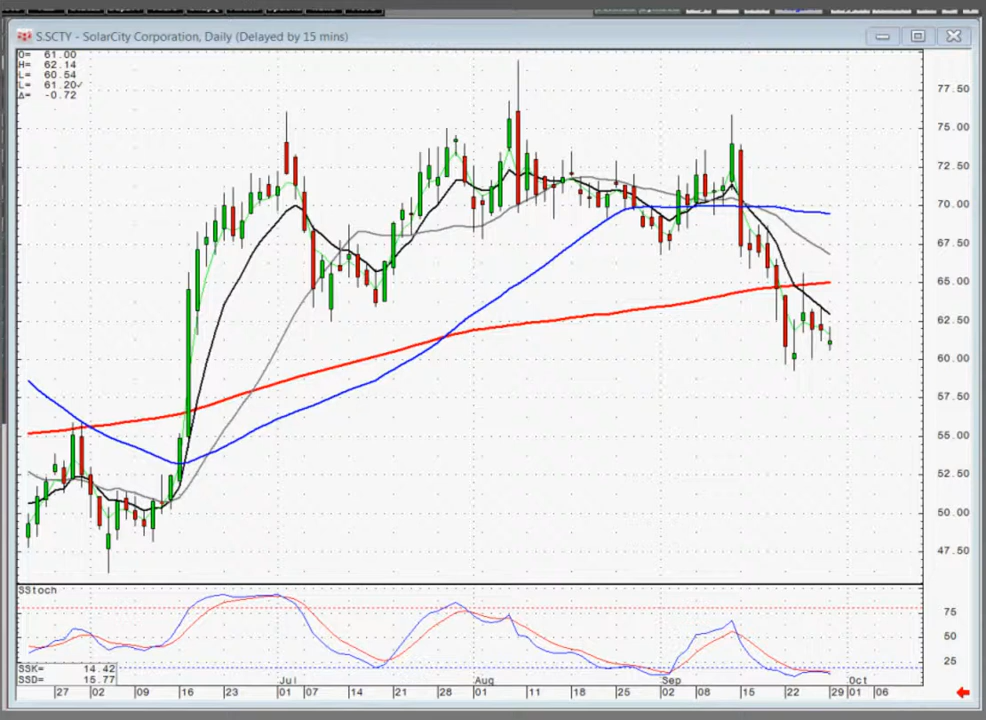 S.SCTY - SolarCity Corporation, Daily (Delayed by 15 mins)
O= 61.00
H= 62.14
L= 60.54
L= 61.20✓
Δ= -0.72
77.50
75.00
72.50
70.00
67.50
65.00
62.50
60.00
57.50
55.00
52.50
50.00
47.50
SStoch
75
50
25
SSK= 14.42
SSD= 15.77
Jul Aug Sep Oct
27 02 09 16 23 01 07 14 21 28 01 11 18 25 02 08 15 22 29 01 06